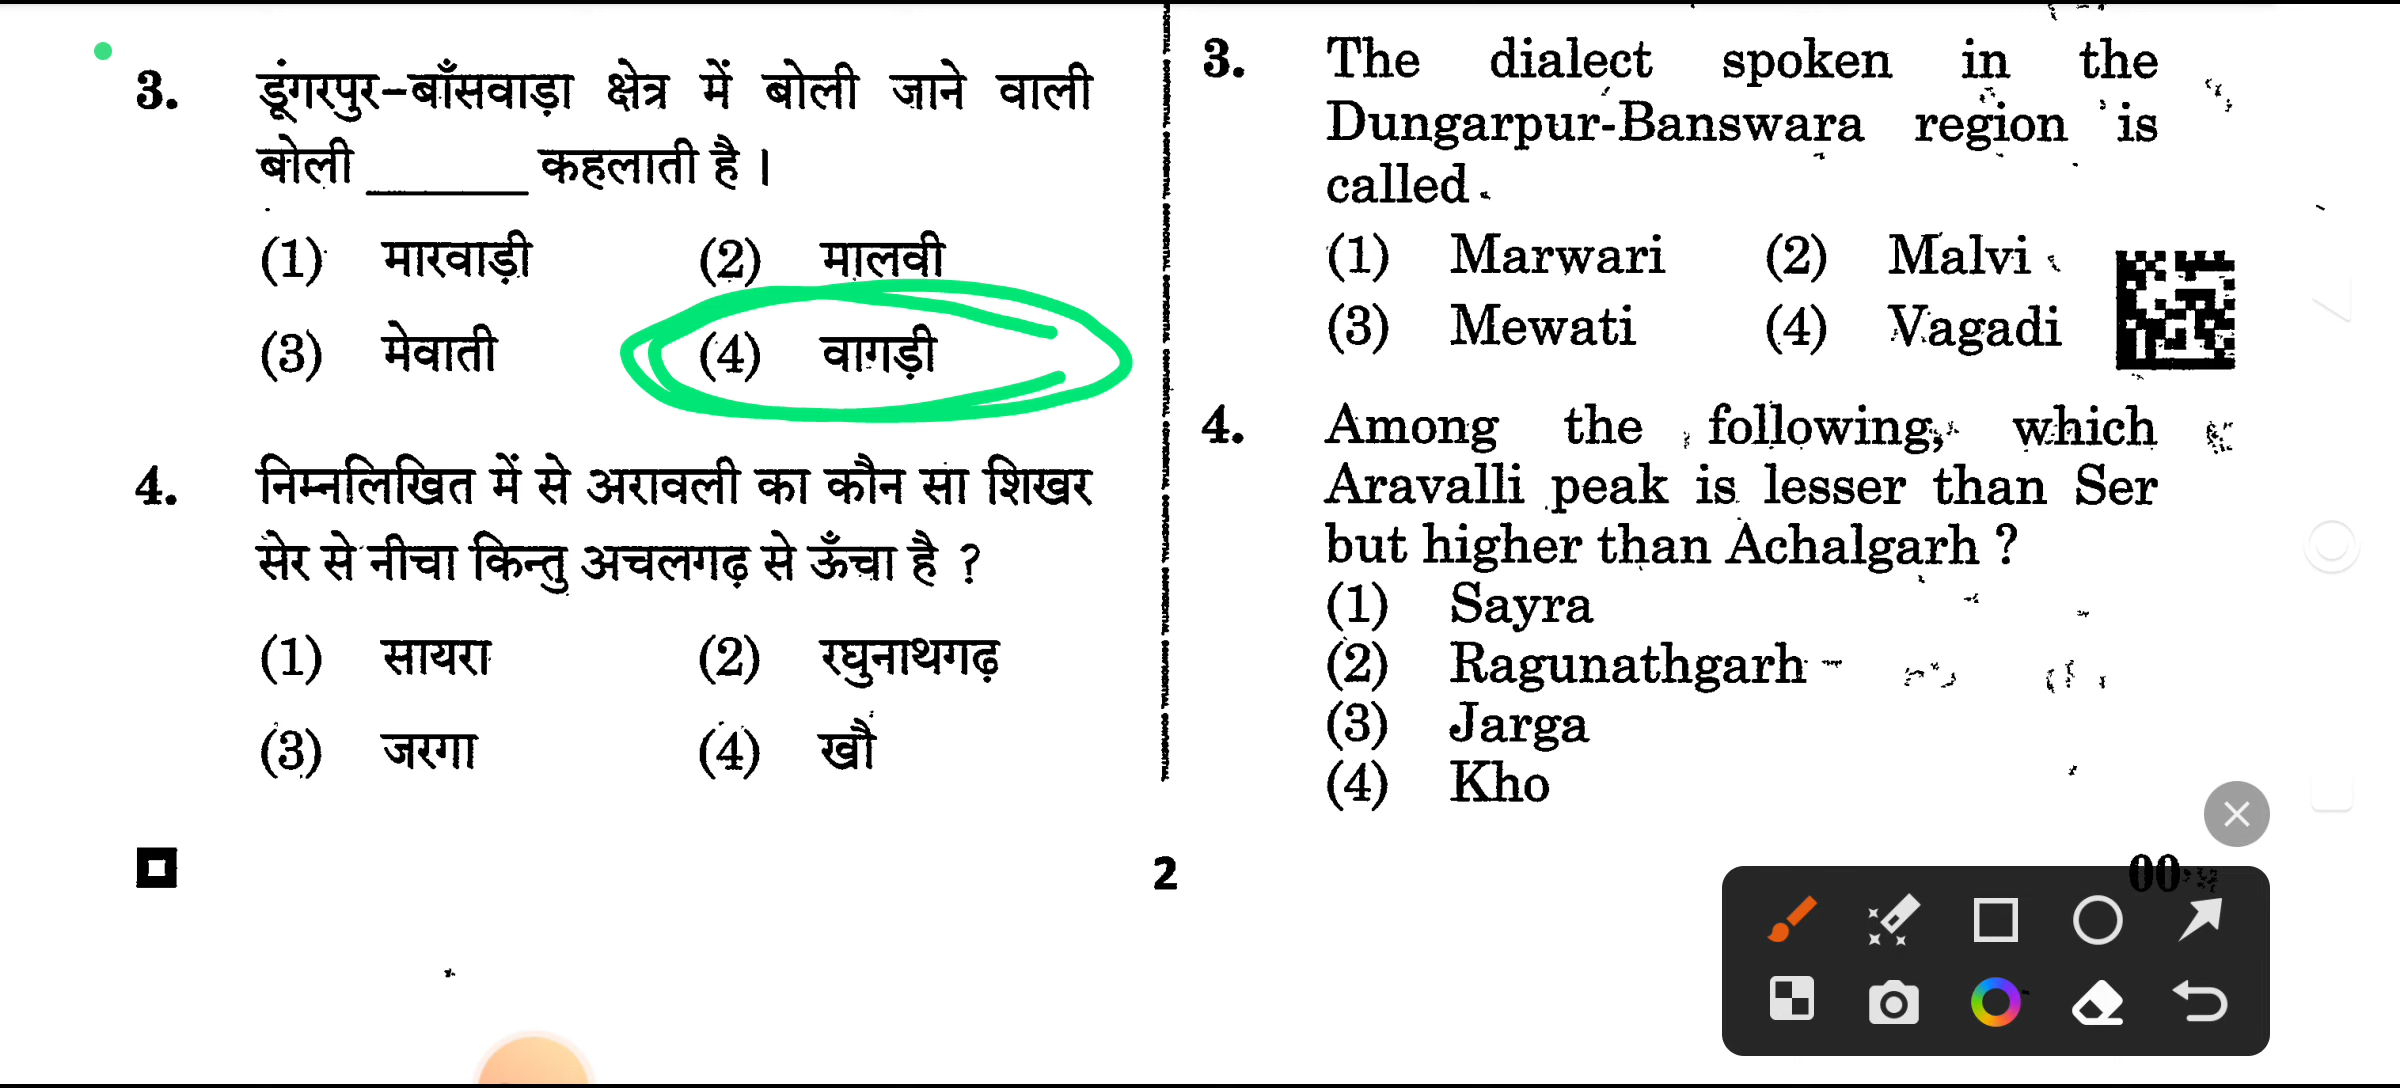 3. डूंगरपुर-बाँसवाड़ा क्षेत्र में बोली जाने वाली
बोली ______ कहलाती है ।
(1) मारवाड़ी (2) मालवी
(3) मेवाती (4) वागड़ी
4. निम्नलिखित में से अरावली का कौन सा शिखर
सेर से नीचा किन्तु अचलगढ़ से ऊँचा है ?
(1) सायरा (2) रघुनाथगढ़
(3) जरगा (4) खौ
3. The dialect spoken in the
Dungarpur-Banswara region is
called
(1) Marwari (2) Malvi
(3) Mewati (4) Vagadi
4. Among the following, which
Aravalli peak is lesser than Ser
but higher than Achalgarh ?
(1) Sayra
(2) Ragunathgarh
(3) Jarga
(4) Kho
2
00